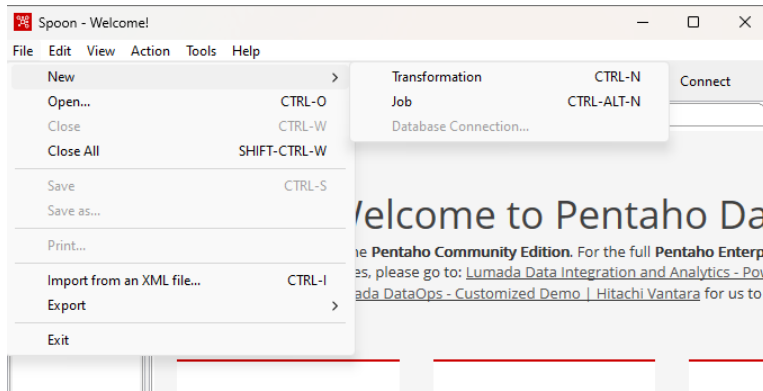 Spoon - Welcome!
File Edit View Action Tools Help
New
Transformation CTRL-N
Connect
Open... CTRL-O
Job CTRL-ALT-N
Close CTRL-W
Database Connection...
Close All SHIFT-CTRL-W
Save CTRL-S
Save as...
elcome to Pentaho Da
Print...
e Pentaho Community Edition. For the full Pentaho Enterp
Import from an XML file... CTRL-I
es, please go to: Lumada Data Integration and Analytics - Pow
Export
ada DataOps - Customized Demo | Hitachi Vantara for us to
Exit